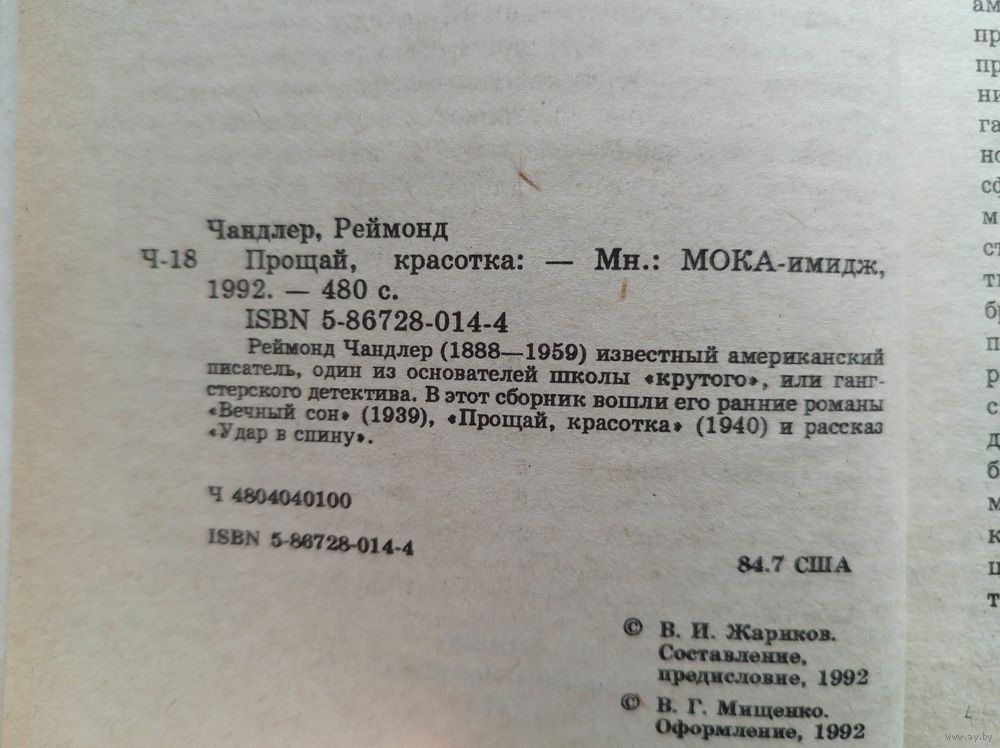 Чандлер, Реймонд
Ч-18 Прощай, красотка: — Мн.: МОКА-имидж,
1992. — 480 с.
ISBN 5-86728-014-4
Реймонд Чандлер (1888—1959) известный американский
писатель, один из основателей школы «крутого», или ганг-
стерского детектива. В этот сборник вошли его ранние романы
«Вечный сон» (1939), «Прощай, красотка» (1940) и рассказ
«Удар в спину».
Ч 4804040100
ISBN 5-86728-014-4
84.7 США
© В. И. Жариков.
Составление,
предисловие, 1992
© В. Г. Мищенко.
Оформление, 1992
www.ay.by